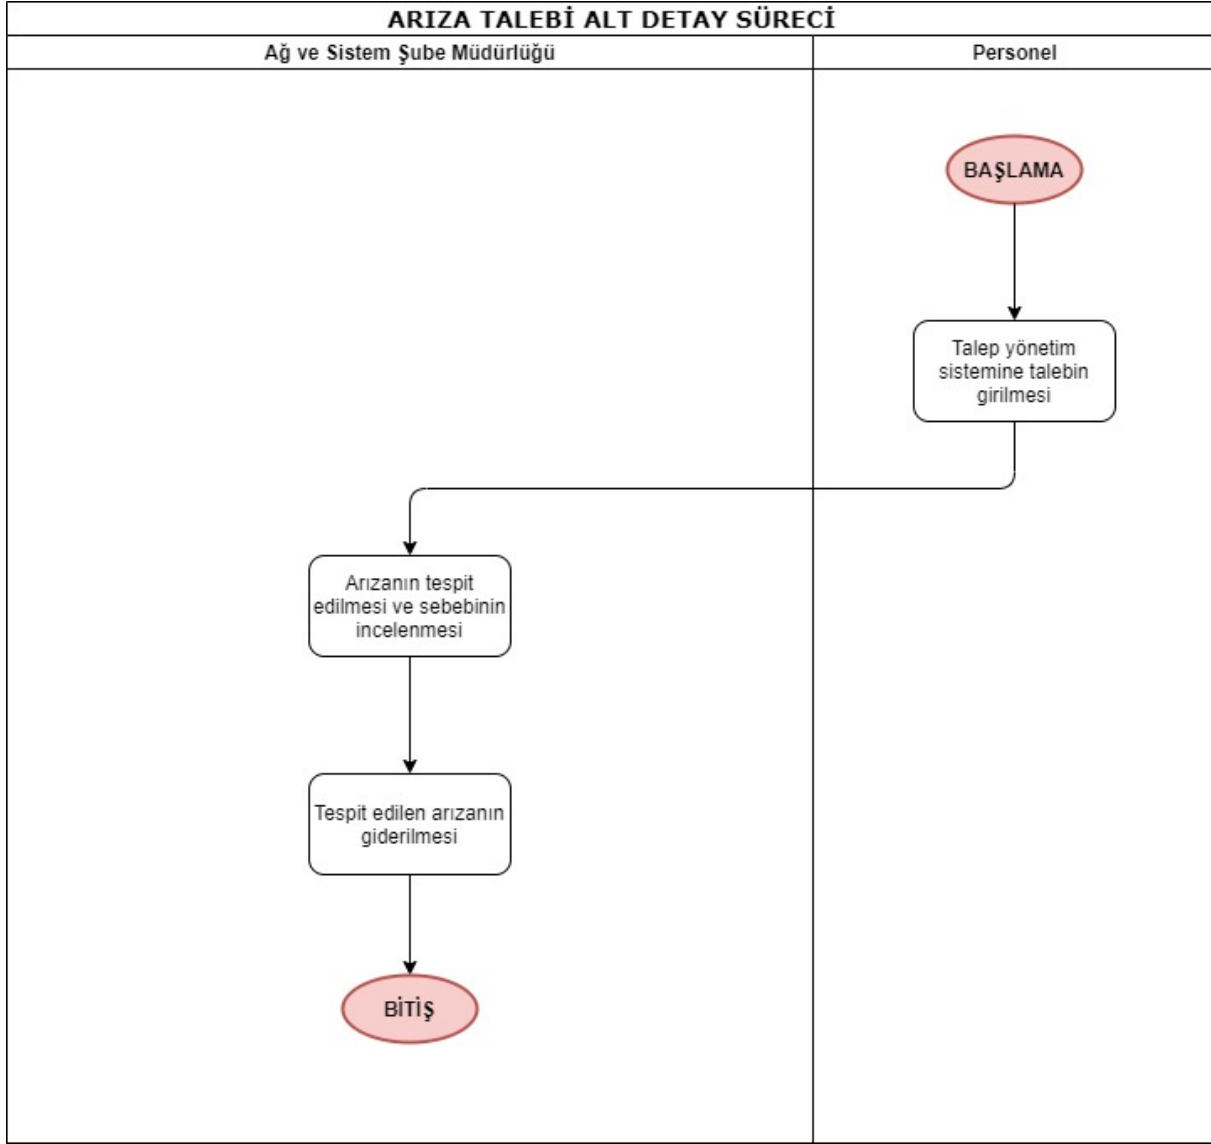 ARIZA TALEBİ ALT DETAY SÜRECİ
Ağ ve Sistem Şube Müdürlüğü
Personel
BAŞLAMA
Talep yönetim
sistemine talebin
girilmesi
Arızanın tespit
edilmesi ve sebebinin
incelenmesi
Tespit edilen arızanın
giderilmesi
BİTİŞ